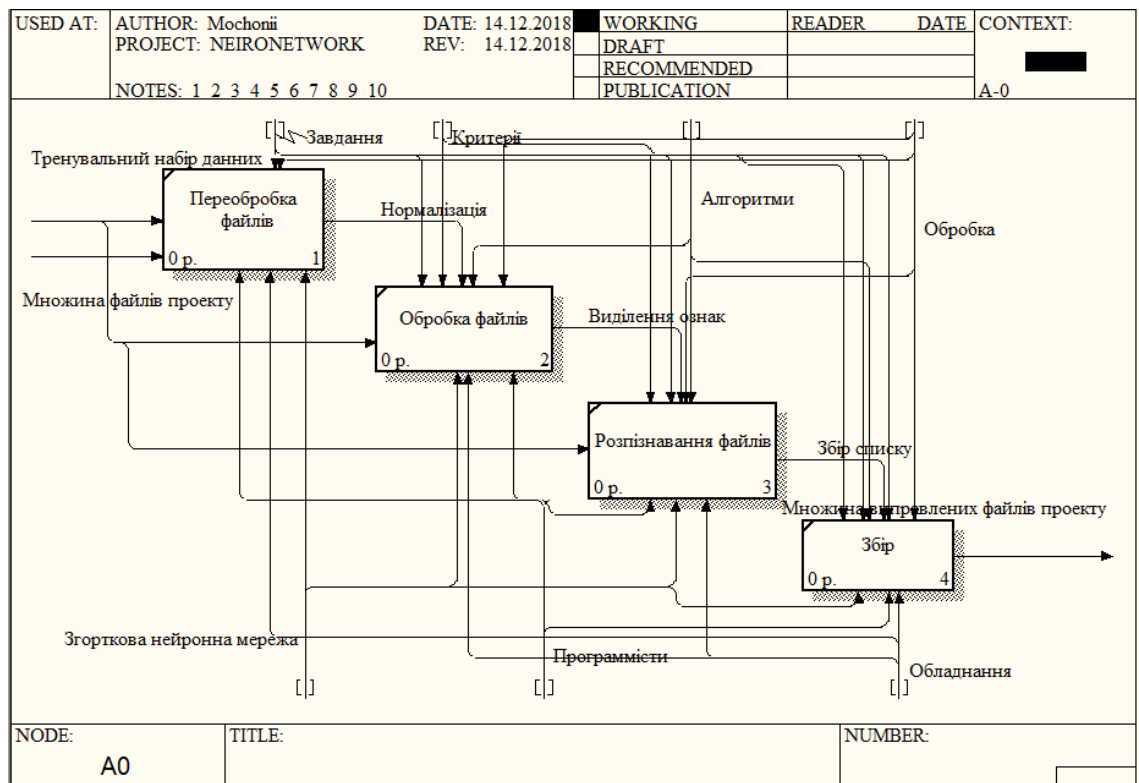 USED AT:
AUTHOR: Mochonii
DATE: 14.12.2018
WORKING
READER
DATE
CONTEXT:
PROJECT: NEIRONETWORK
REV: 14.12.2018
DRAFT
RECOMMENDED
NOTES: 1 2 3 4 5 6 7 8 9 10
PUBLICATION
A-0
Завдання
Критерії
Тренувальний набір данних
Переобробка
файлів
0 р.
1
Нормалізація
Алгоритми
Обробка
Множина файлів проекту
Обробка файлів
0 р.
2
Виділення ознак
Розпізнавання файлів
0 р.
3
Збір списку
Множина виправлених файлів проекту
Збір
0 р.
4
Згорткова нейронна мережа
Программісти
Обладнання
NODE:
TITLE:
NUMBER:
A0